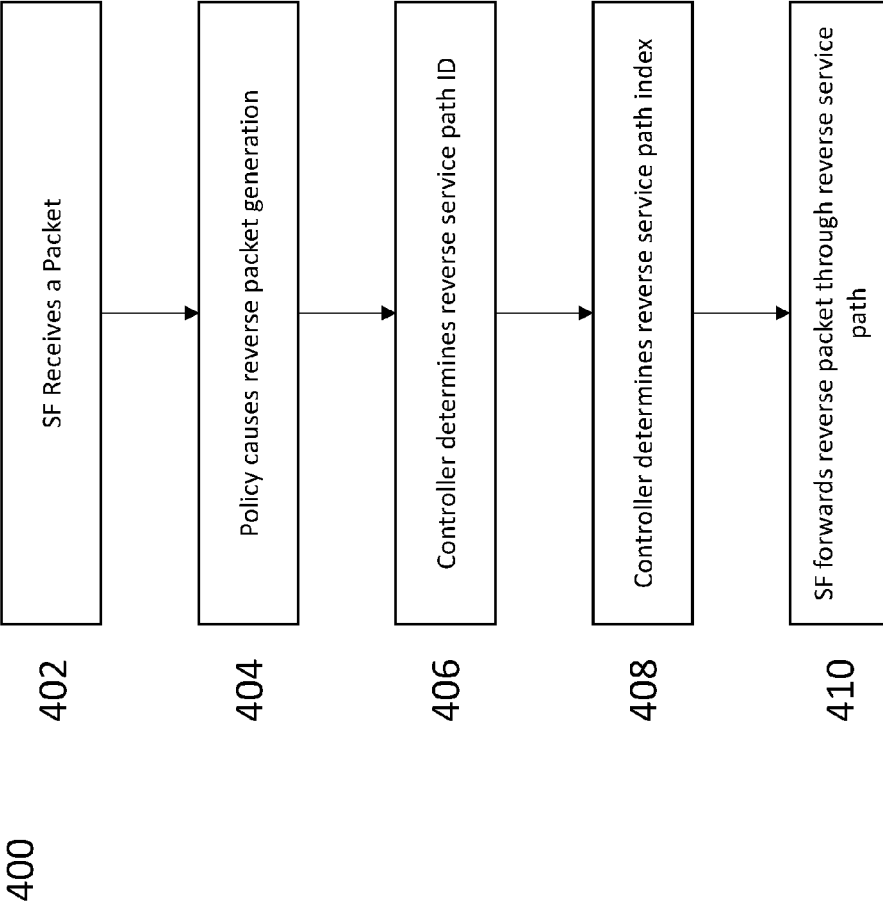 400
402
SF Receives a Packet
404
Policy causes reverse packet generation
406
Controller determines reverse service path ID
408
Controller determines reverse service path index
410
SF forwards reverse packet through reverse service
path